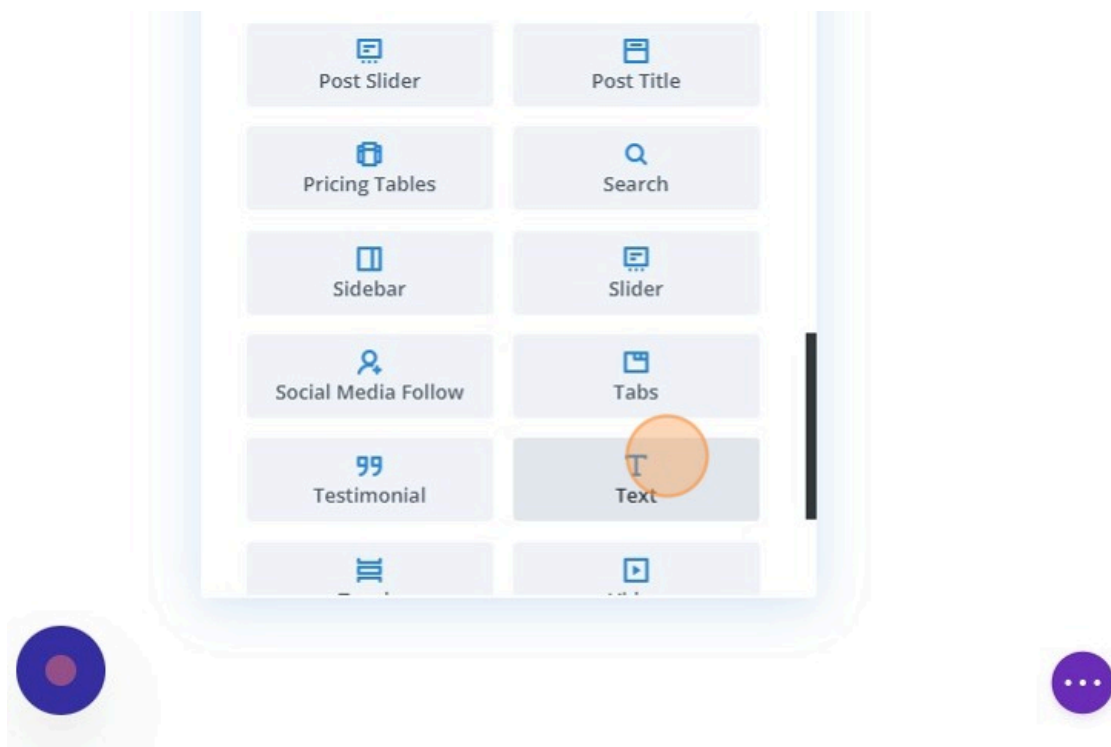 Post Slider
Post Title
Pricing Tables
Search
Sidebar
Slider
Social Media Follow
Tabs
Testimonial
Text